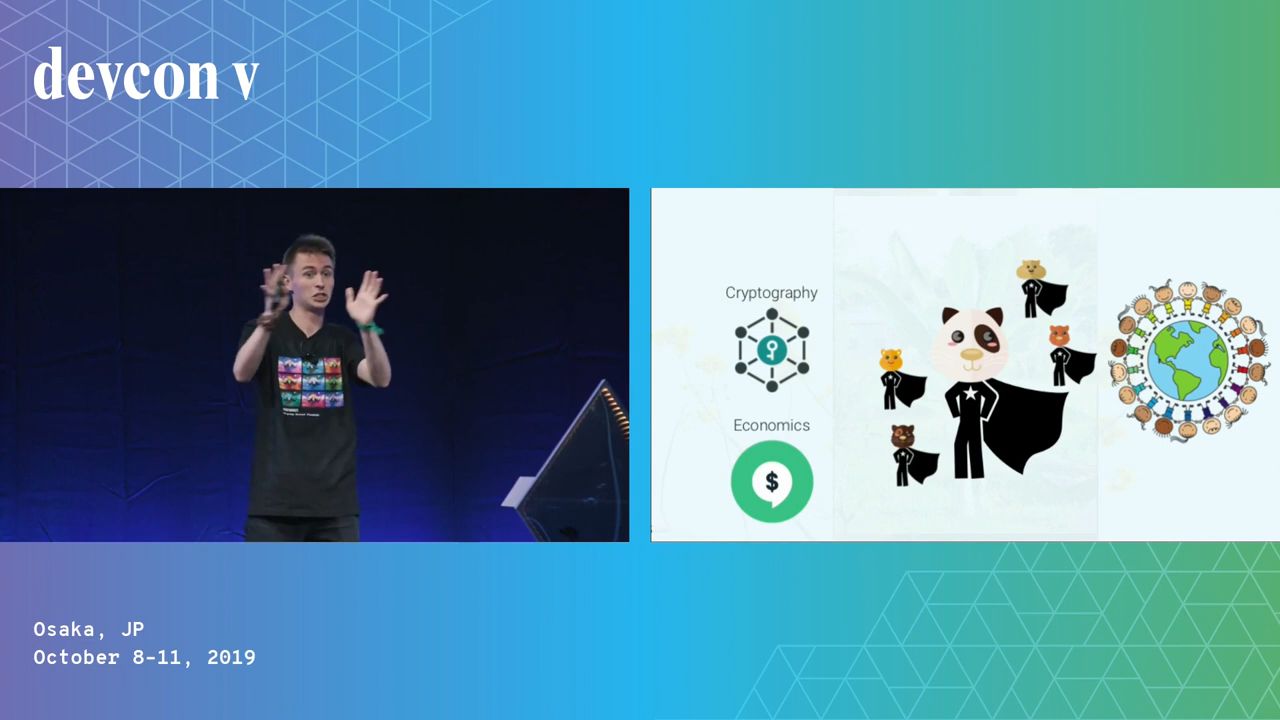 devcon v
Cryptography
Economics
$
Osaka, JP
October 8-11, 2019